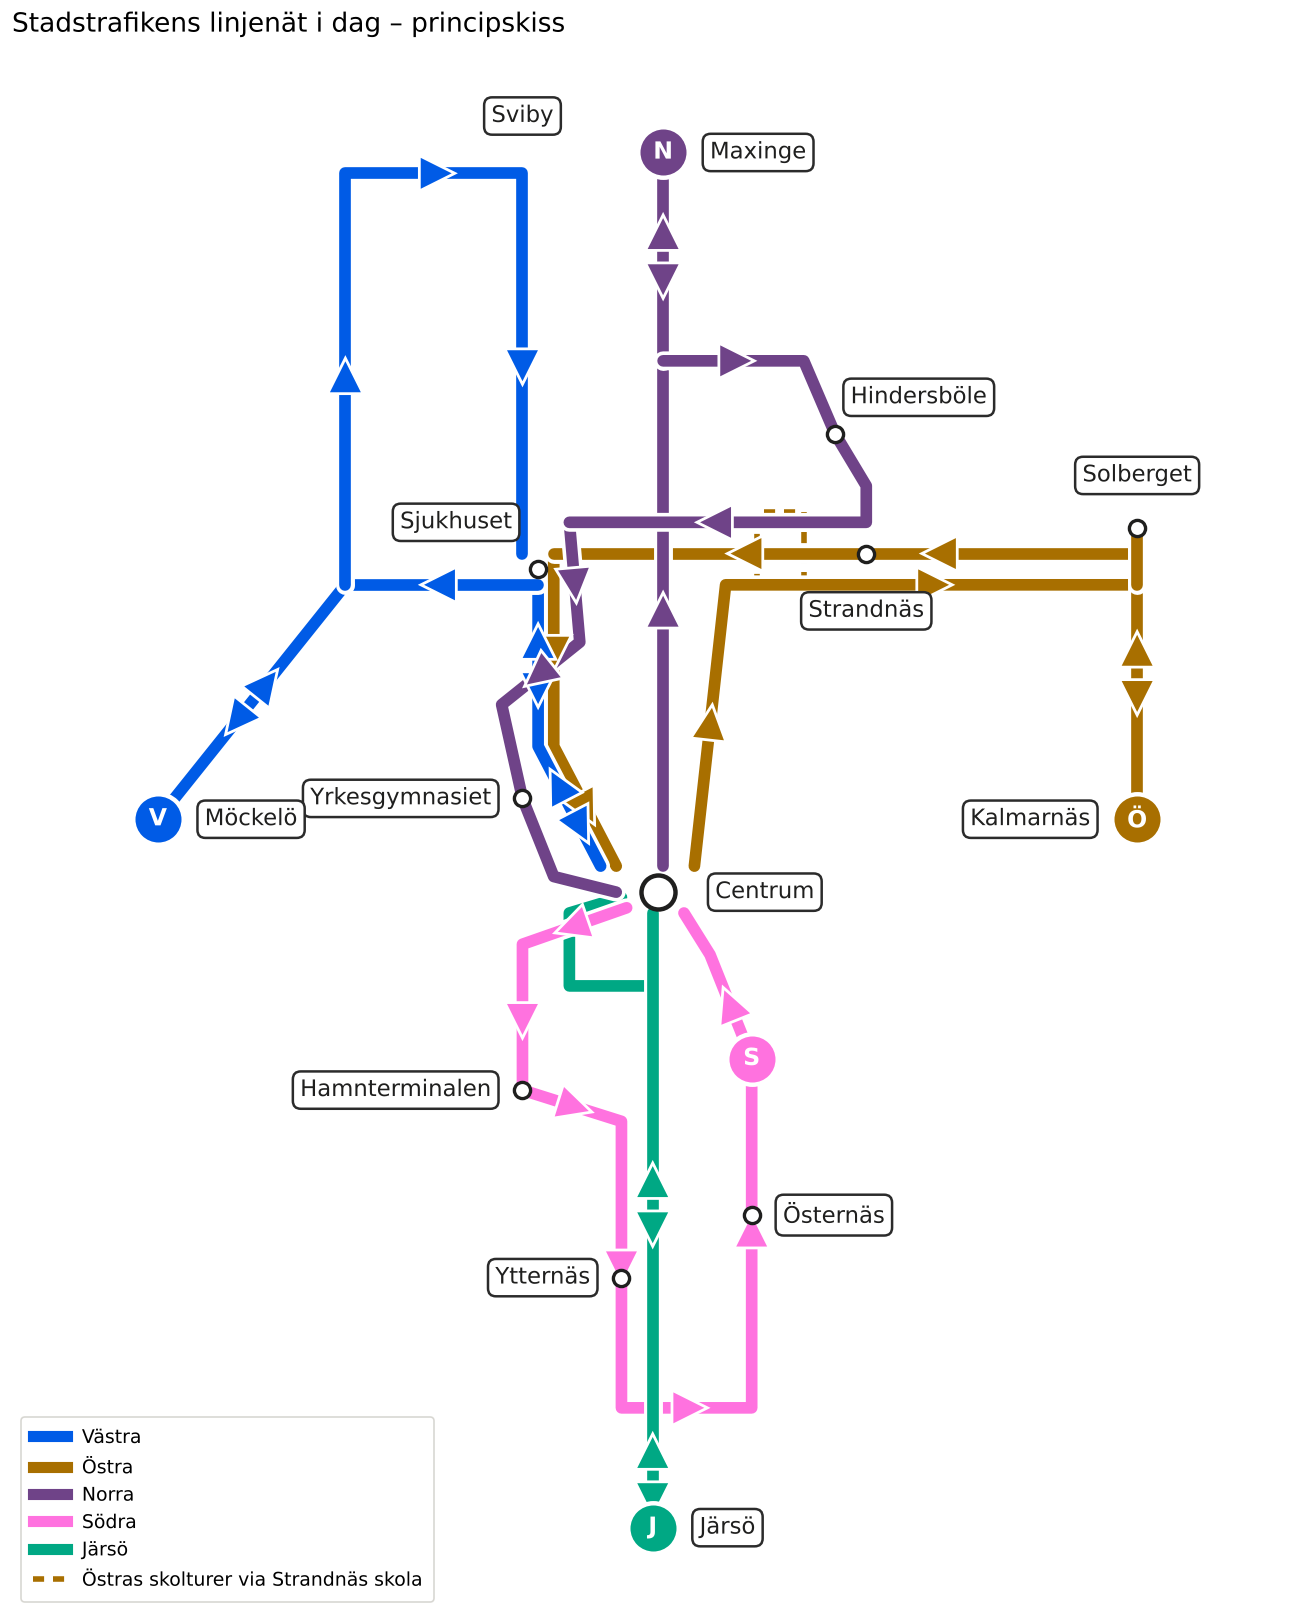 Stadstrafikens linjenät i dag – principskiss
Sviby
N
Maxinge
Hindersböle
Solberget
Sjukhuset
Strandnäs
Yrkesgymnasiet
V
Möckelö
Kalmarnäs
Ö
Centrum
S
Hamnterminalen
Österнäs
Ytternäs
J
Järsö
Västra
Östra
Norra
Södra
Järsö
Östras skolturer via Strandnäs skola